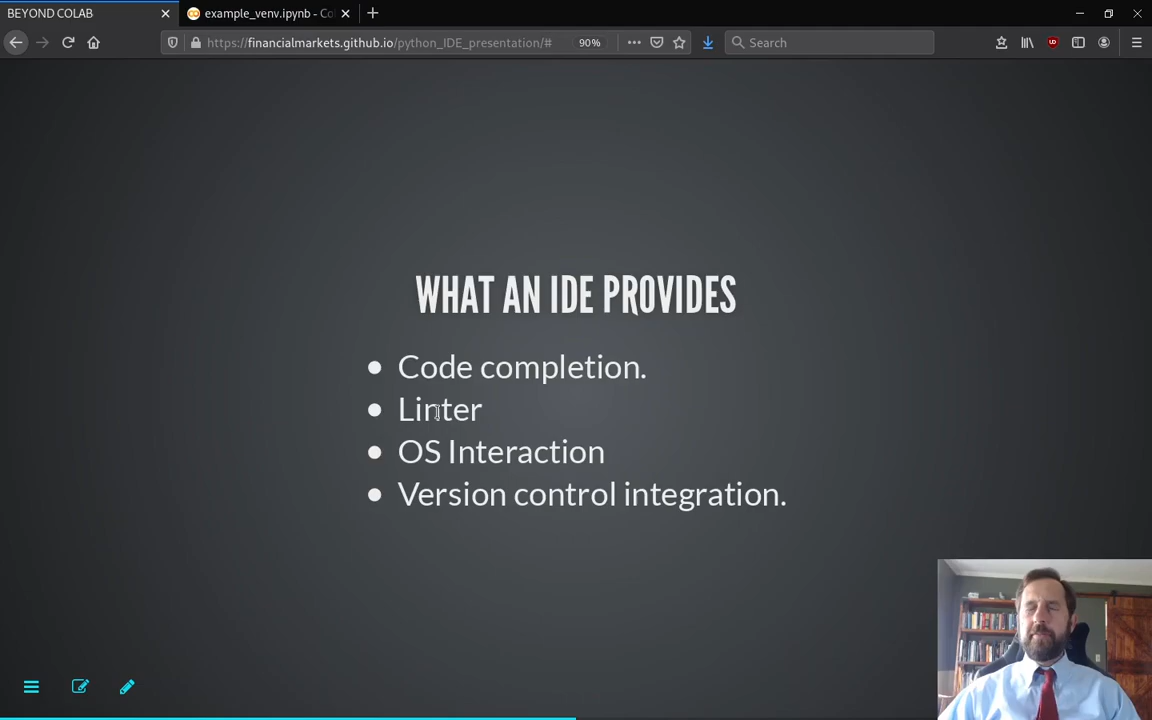 BEYOND COLAB
example_venv.ipynb - Co
https://financialmarkets.github.io/python_IDE_presentation/#
90%
Search
WHAT AN IDE PROVIDES
Code completion.
Linter
OS Interaction
Version control integration.